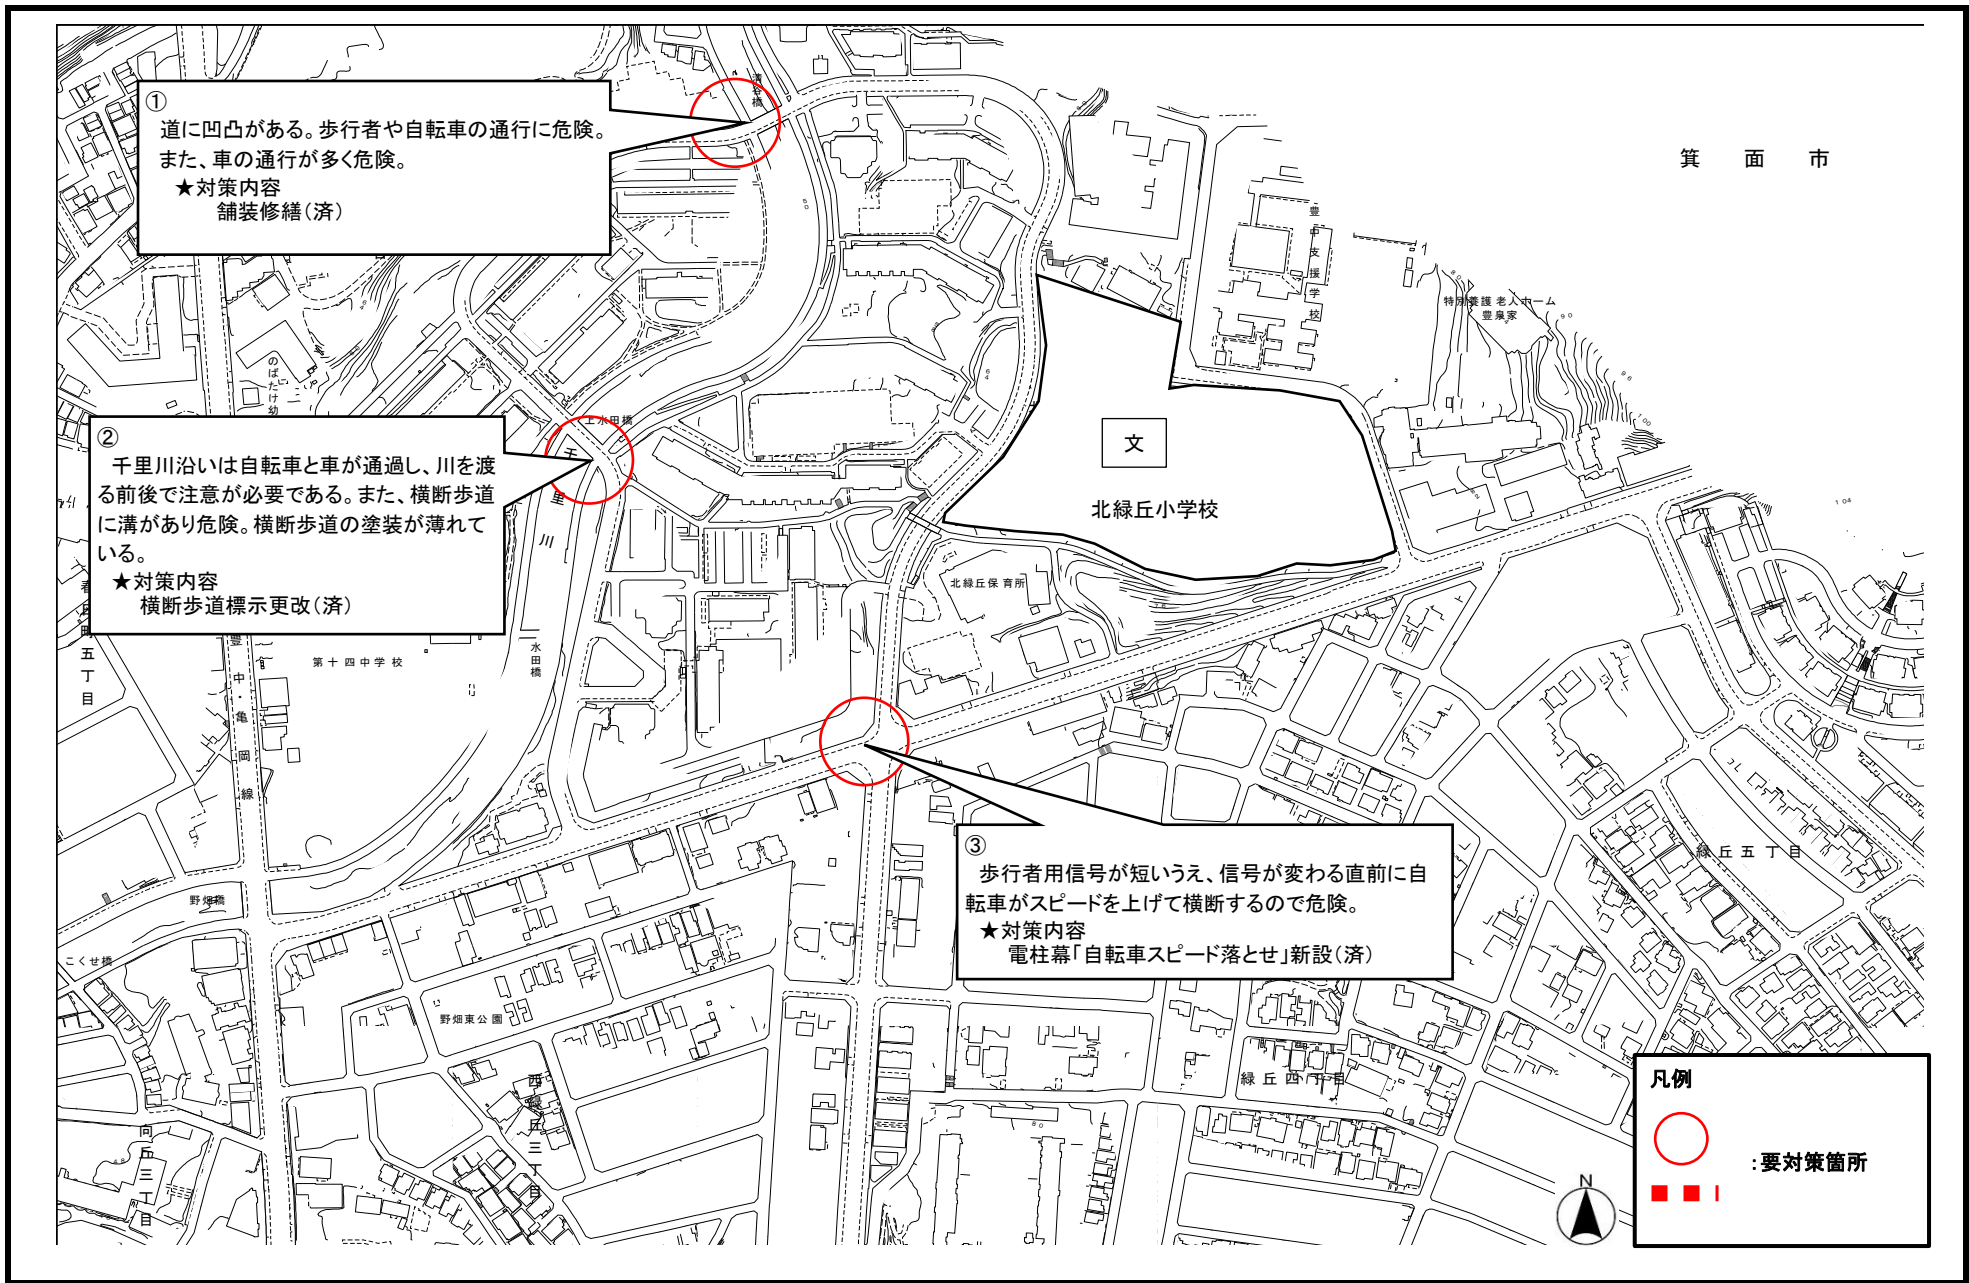 ①
道に凹凸がある。歩行者や自転車の通行に危険。
また、車の通行が多く危険。
★対策内容
舗装修繕(済)
②
千里川沿いは自転車と車が通過し、川を渡
る前後で注意が必要である。また、横断歩道
に溝があり危険。横断歩道の塗装が薄れて
いる。
★対策内容
横断歩道標示更改(済)
③
歩行者用信号が短いうえ、信号が変わる直前に自
転車がスピードを上げて横断するので危険。
★対策内容
電柱幕「自転車スピード落とせ」新設(済)
箕面市
豊中支援学校
特別養護老人ホーム
豊泉家
文
北緑丘小学校
北緑丘保育所
のばたけ幼
上水田橋
千里川
水田橋
第十四中学校
豊中・亀岡線
五丁目
野畑橋
こくせ橋
野畑東公園
西緑丘三丁目
向丘三丁目
緑丘四丁目
緑丘五丁目
60
64
76
80
90
96
100
104
80
N
凡例
:要対策箇所